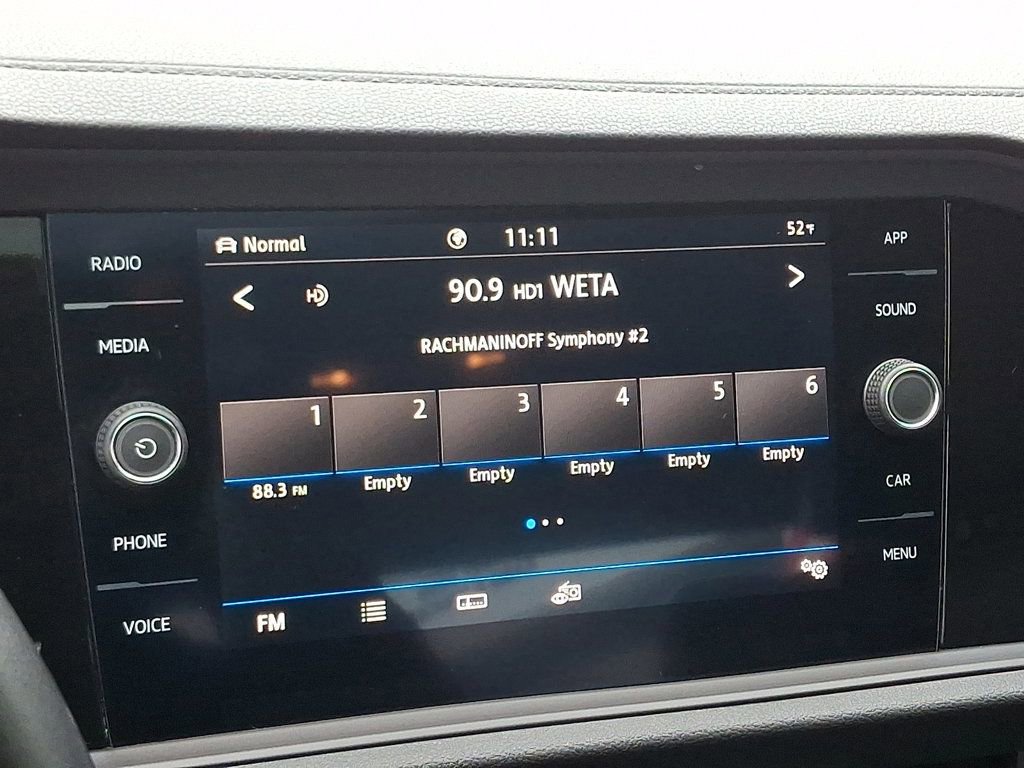 Normal 11:11 52°F
90.9 HD1 WETA
RACHMANINOFF Symphony #2
1 2 3 4 5 6
88.3 FM Empty Empty Empty Empty Empty
FM
RADIO
MEDIA
PHONE
VOICE
APP
SOUND
CAR
MENU